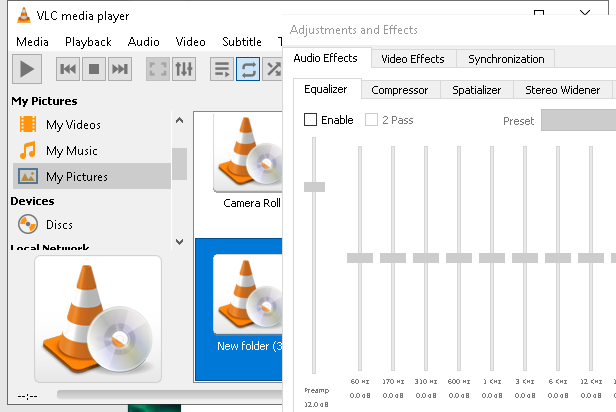 VLC media player
Media Playback Audio Video Subtitle
My Pictures
My Videos
My Music
My Pictures
Devices
Discs
Local Network
Camera Roll
New folder (3
--:--
Adjustments and Effects
Audio Effects Video Effects Synchronization
Equalizer Compressor Spatializer Stereo Widener
Enable 2 Pass Preset
60 KHz 170 KHz 310 KHz 600 KHz 1 KHz 3 KHz 6 KHz 12 KHz
Preamp 0.0 dB 0.0 dB 0.0 dB 0.0 dB 0.0 dB 0.0 dB 0.0 dB 0.0 dB
12.0 dB